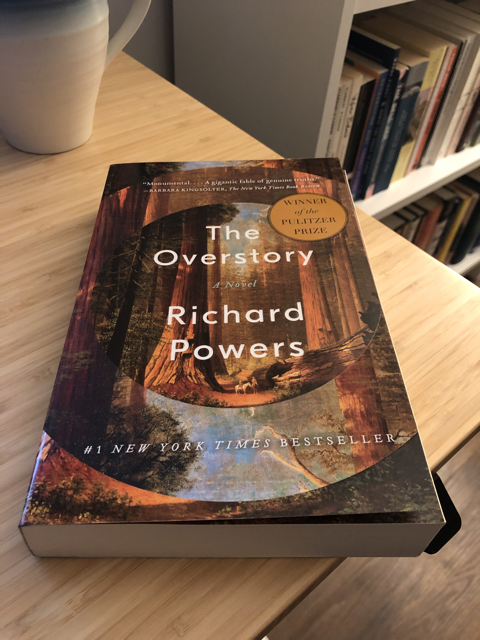 "Monumental. . . . A gigantic fable of genuine truths."
—BARBARA KINGSOLVER, The New York Times Book Review
WINNER
of the
PULITZER
PRIZE
The
Overstory
A Novel
Richard
Powers
#1 NEW YORK TIMES BESTSELLER